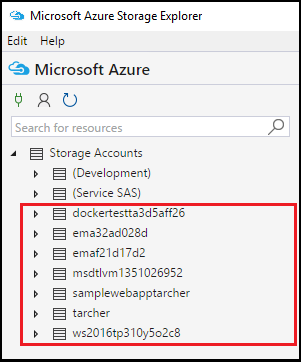 Microsoft Azure Storage Explorer
Edit Help
Microsoft Azure
Search for resources
Storage Accounts
(Development)
(Service SAS)
dockertestta3d5aff26
ema32ad028d
emaf21d17d2
msdtlvm1351026952
samplewebapptarcher
tarcher
ws2016tp310y5o2c8